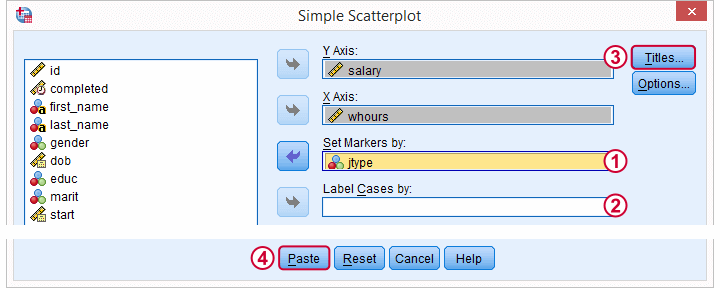 Simple Scatterplot
×
id
completed
first_name
last_name
gender
dob
educ
marit
start
Y Axis:
salary
X Axis:
whours
Set Markers by:
jtype
1
Label Cases by:
2
3 Titles...
Options...
4 Paste Reset Cancel Help